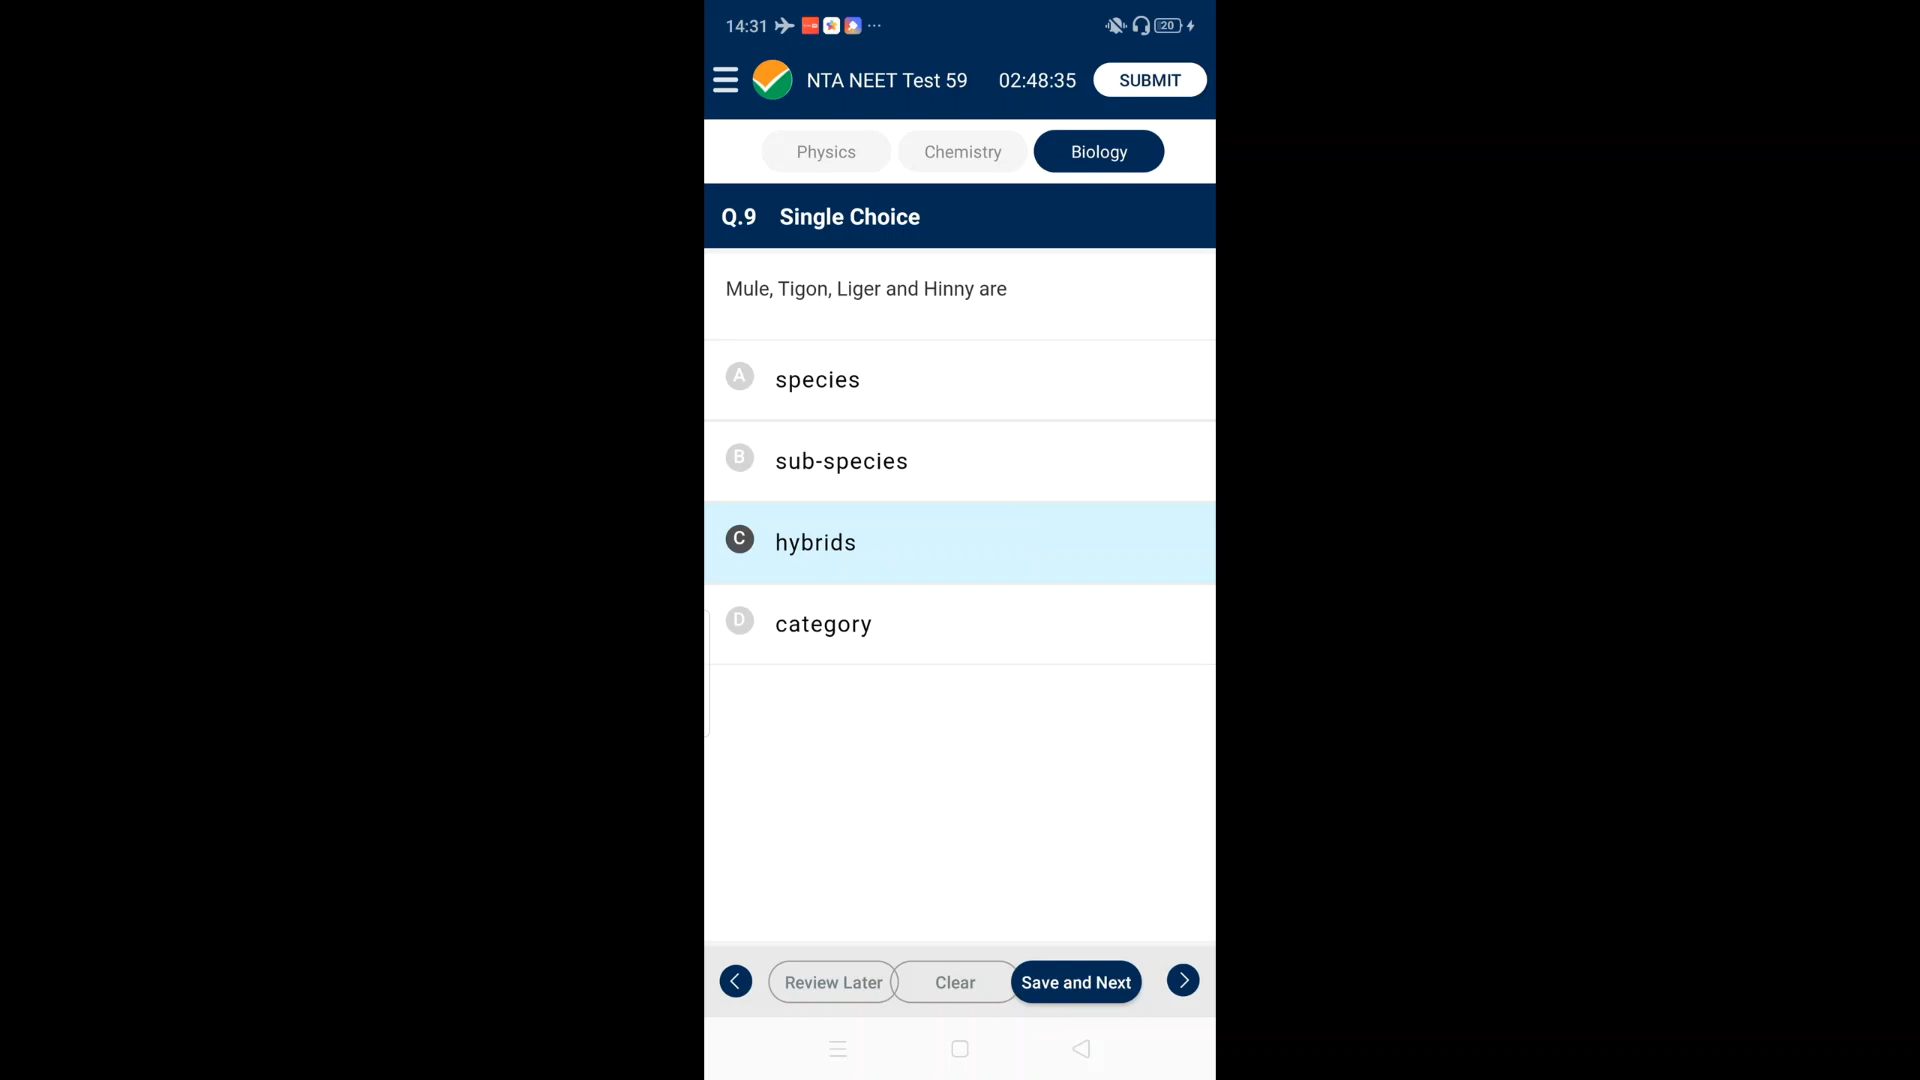 14:31 ... 20
NTA NEET Test 59 02:48:35 SUBMIT
Physics Chemistry Biology
Q.9 Single Choice
Mule, Tigon, Liger and Hinny are
A species
B sub-species
C hybrids
D category
Review Later Clear Save and Next